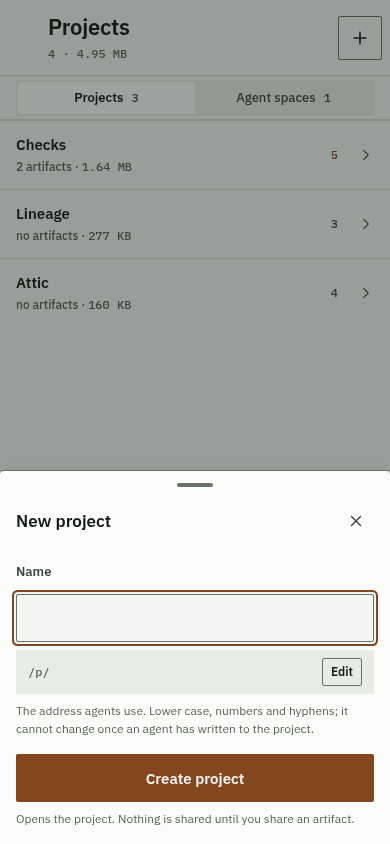 Projects
4 · 4.95 MB
Projects 3
Agent spaces 1
Checks
2 artifacts · 1.64 MB
5
Lineage
no artifacts · 277 KB
3
Attic
no artifacts · 160 KB
4
New project
Name
/p/
Edit
The address agents use. Lower case, numbers and hyphens; it
cannot change once an agent has written to the project.
Create project
Opens the project. Nothing is shared until you share an artifact.